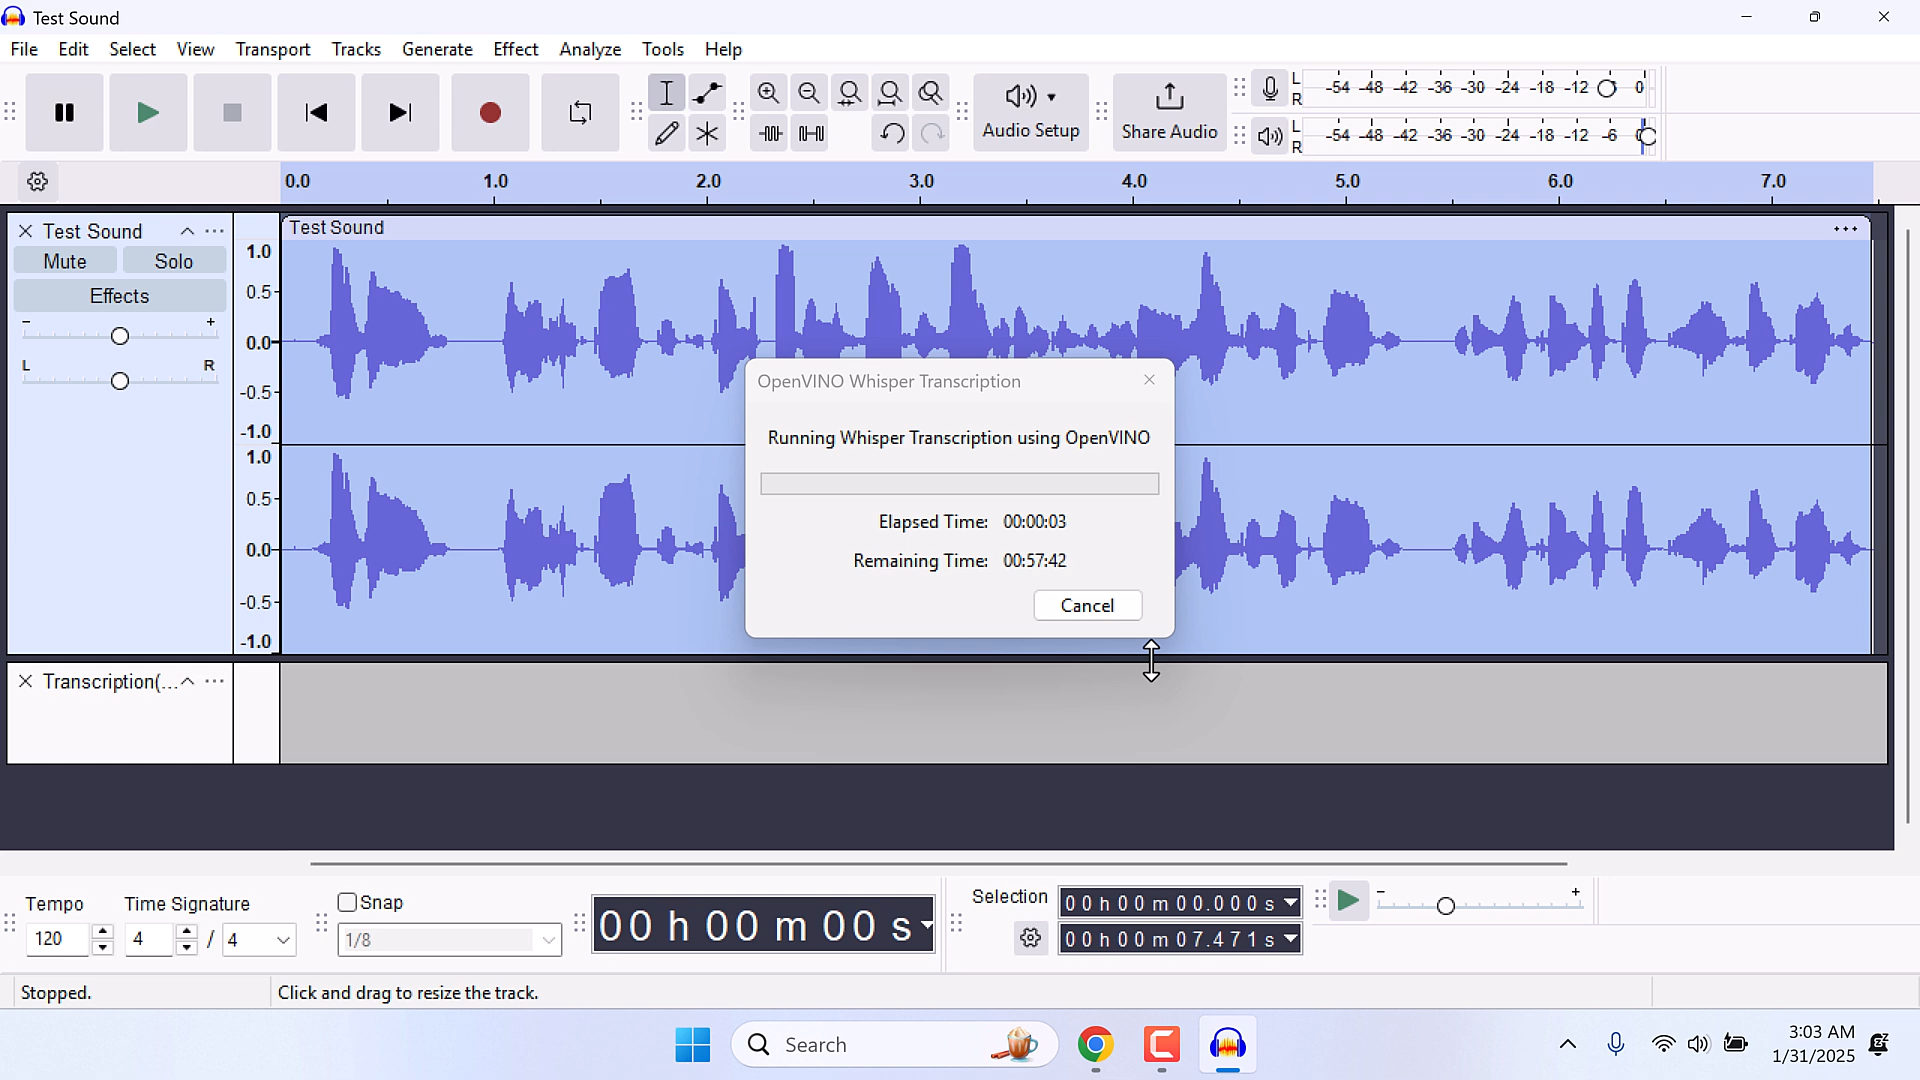 Test Sound
File Edit Select View Transport Tracks Generate Effect Analyze Tools Help
Audio Setup
Share Audio
L
R
-54 -48 -42 -36 -30 -24 -18 -12 0
L
R
-54 -48 -42 -36 -30 -24 -18 -12 -6
0.0 1.0 2.0 3.0 4.0 5.0 6.0 7.0
Test Sound
Mute Solo
Effects
- +
L R
1.0
0.5
0.0
-0.5
-1.0
1.0
0.5
0.0
-0.5
-1.0
Test Sound
OpenVINO Whisper Transcription
Running Whisper Transcription using OpenVINO
Elapsed Time: 00:00:03
Remaining Time: 00:57:42
Cancel
Transcription(...
Tempo
120
Time Signature
4 / 4
Snap
1/8
00 h 00 m 00 s
Selection
00 h 00 m 00.000 s
00 h 00 m 07.471 s
- +
Stopped.
Click and drag to resize the track.
Search
3:03 AM
1/31/2025